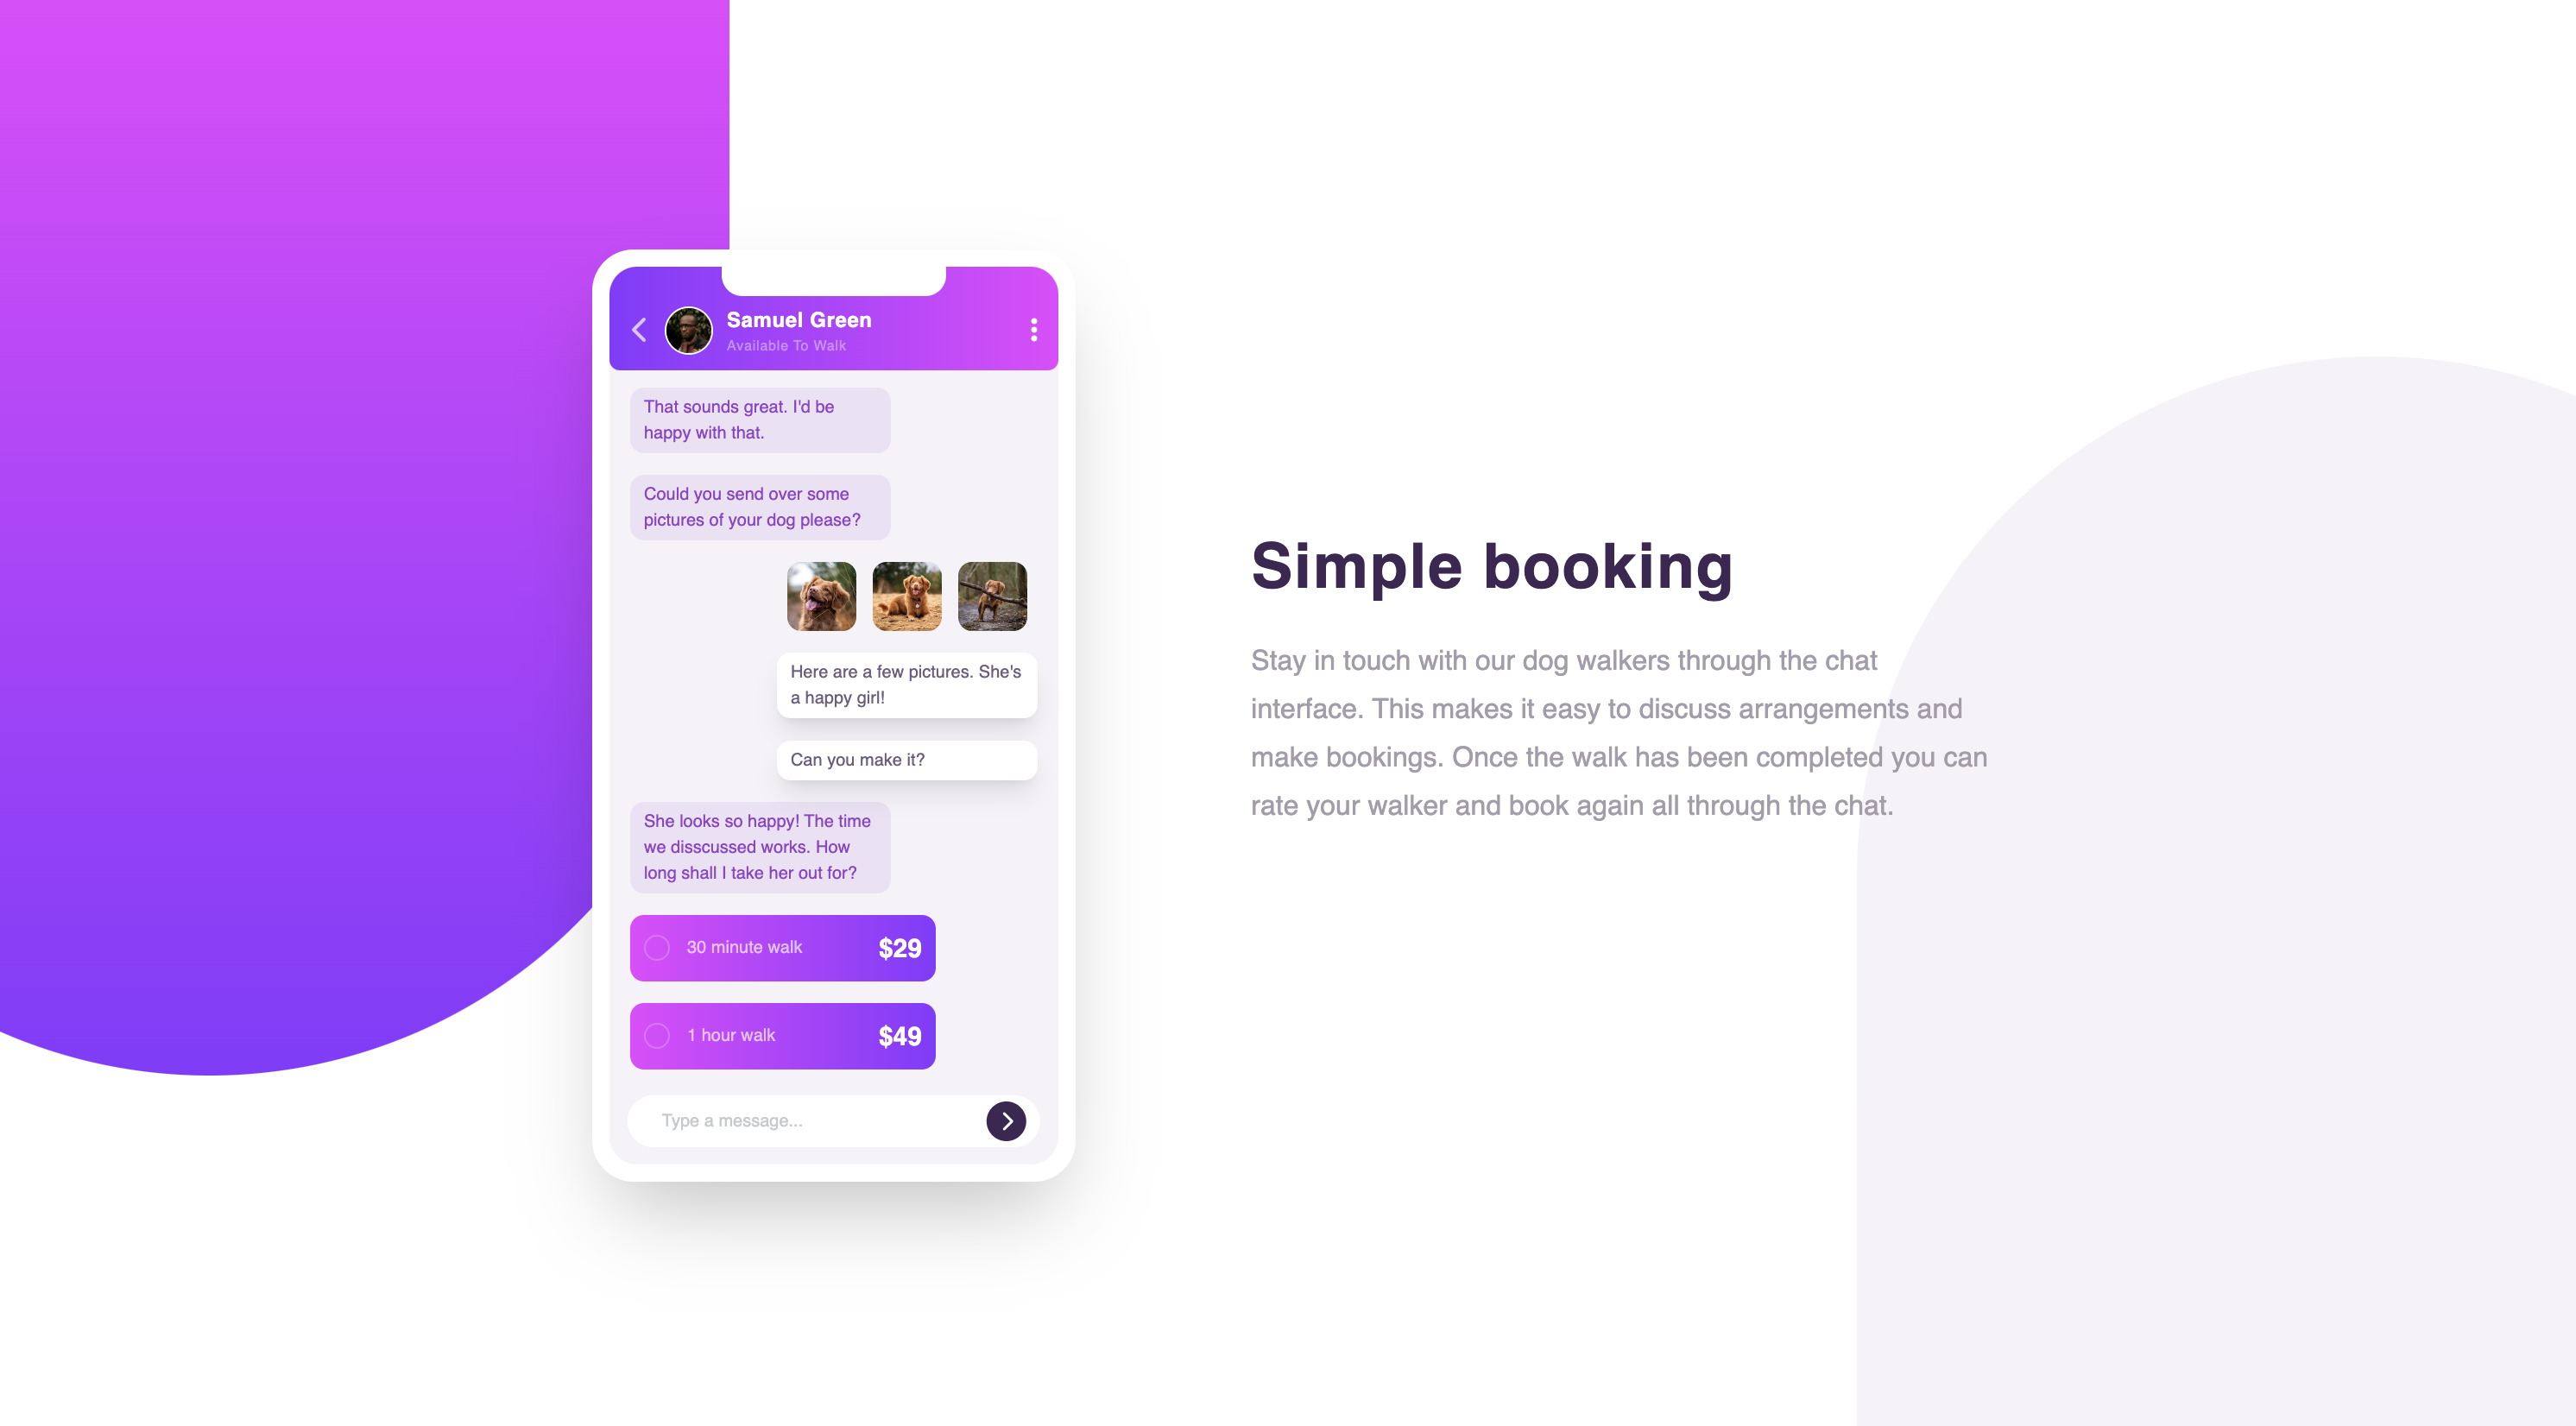 Samuel Green
Available To Walk
That sounds great. I'd be
happy with that.
Could you send over some
pictures of your dog please?
Here are a few pictures. She's
a happy girl!
Can you make it?
She looks so happy! The time
we disscussed works. How
long shall I take her out for?
30 minute walk $29
1 hour walk $49
Type a message...
Simple booking
Stay in touch with our dog walkers through the chat
interface. This makes it easy to discuss arrangements and
make bookings. Once the walk has been completed you can
rate your walker and book again all through the chat.